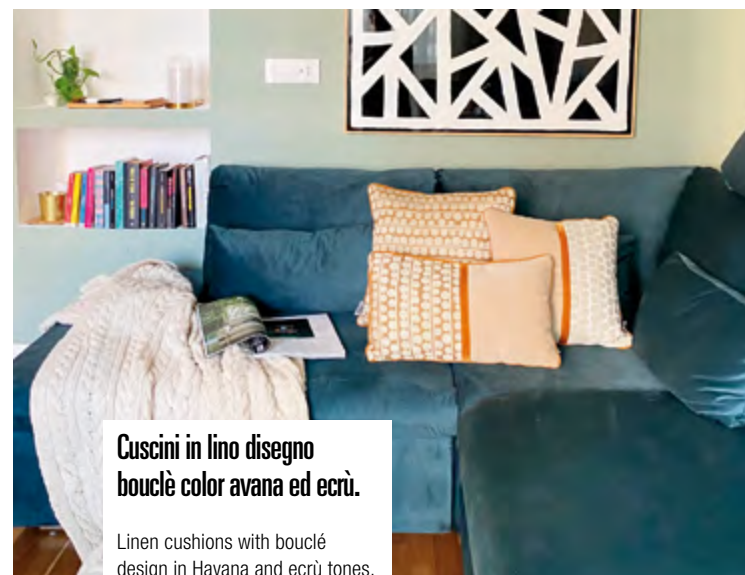 Cuscini in lino disegno
bouclè color avana ed ecrù.
Linen cushions with bouclé
design in Havana and ecrù tones.